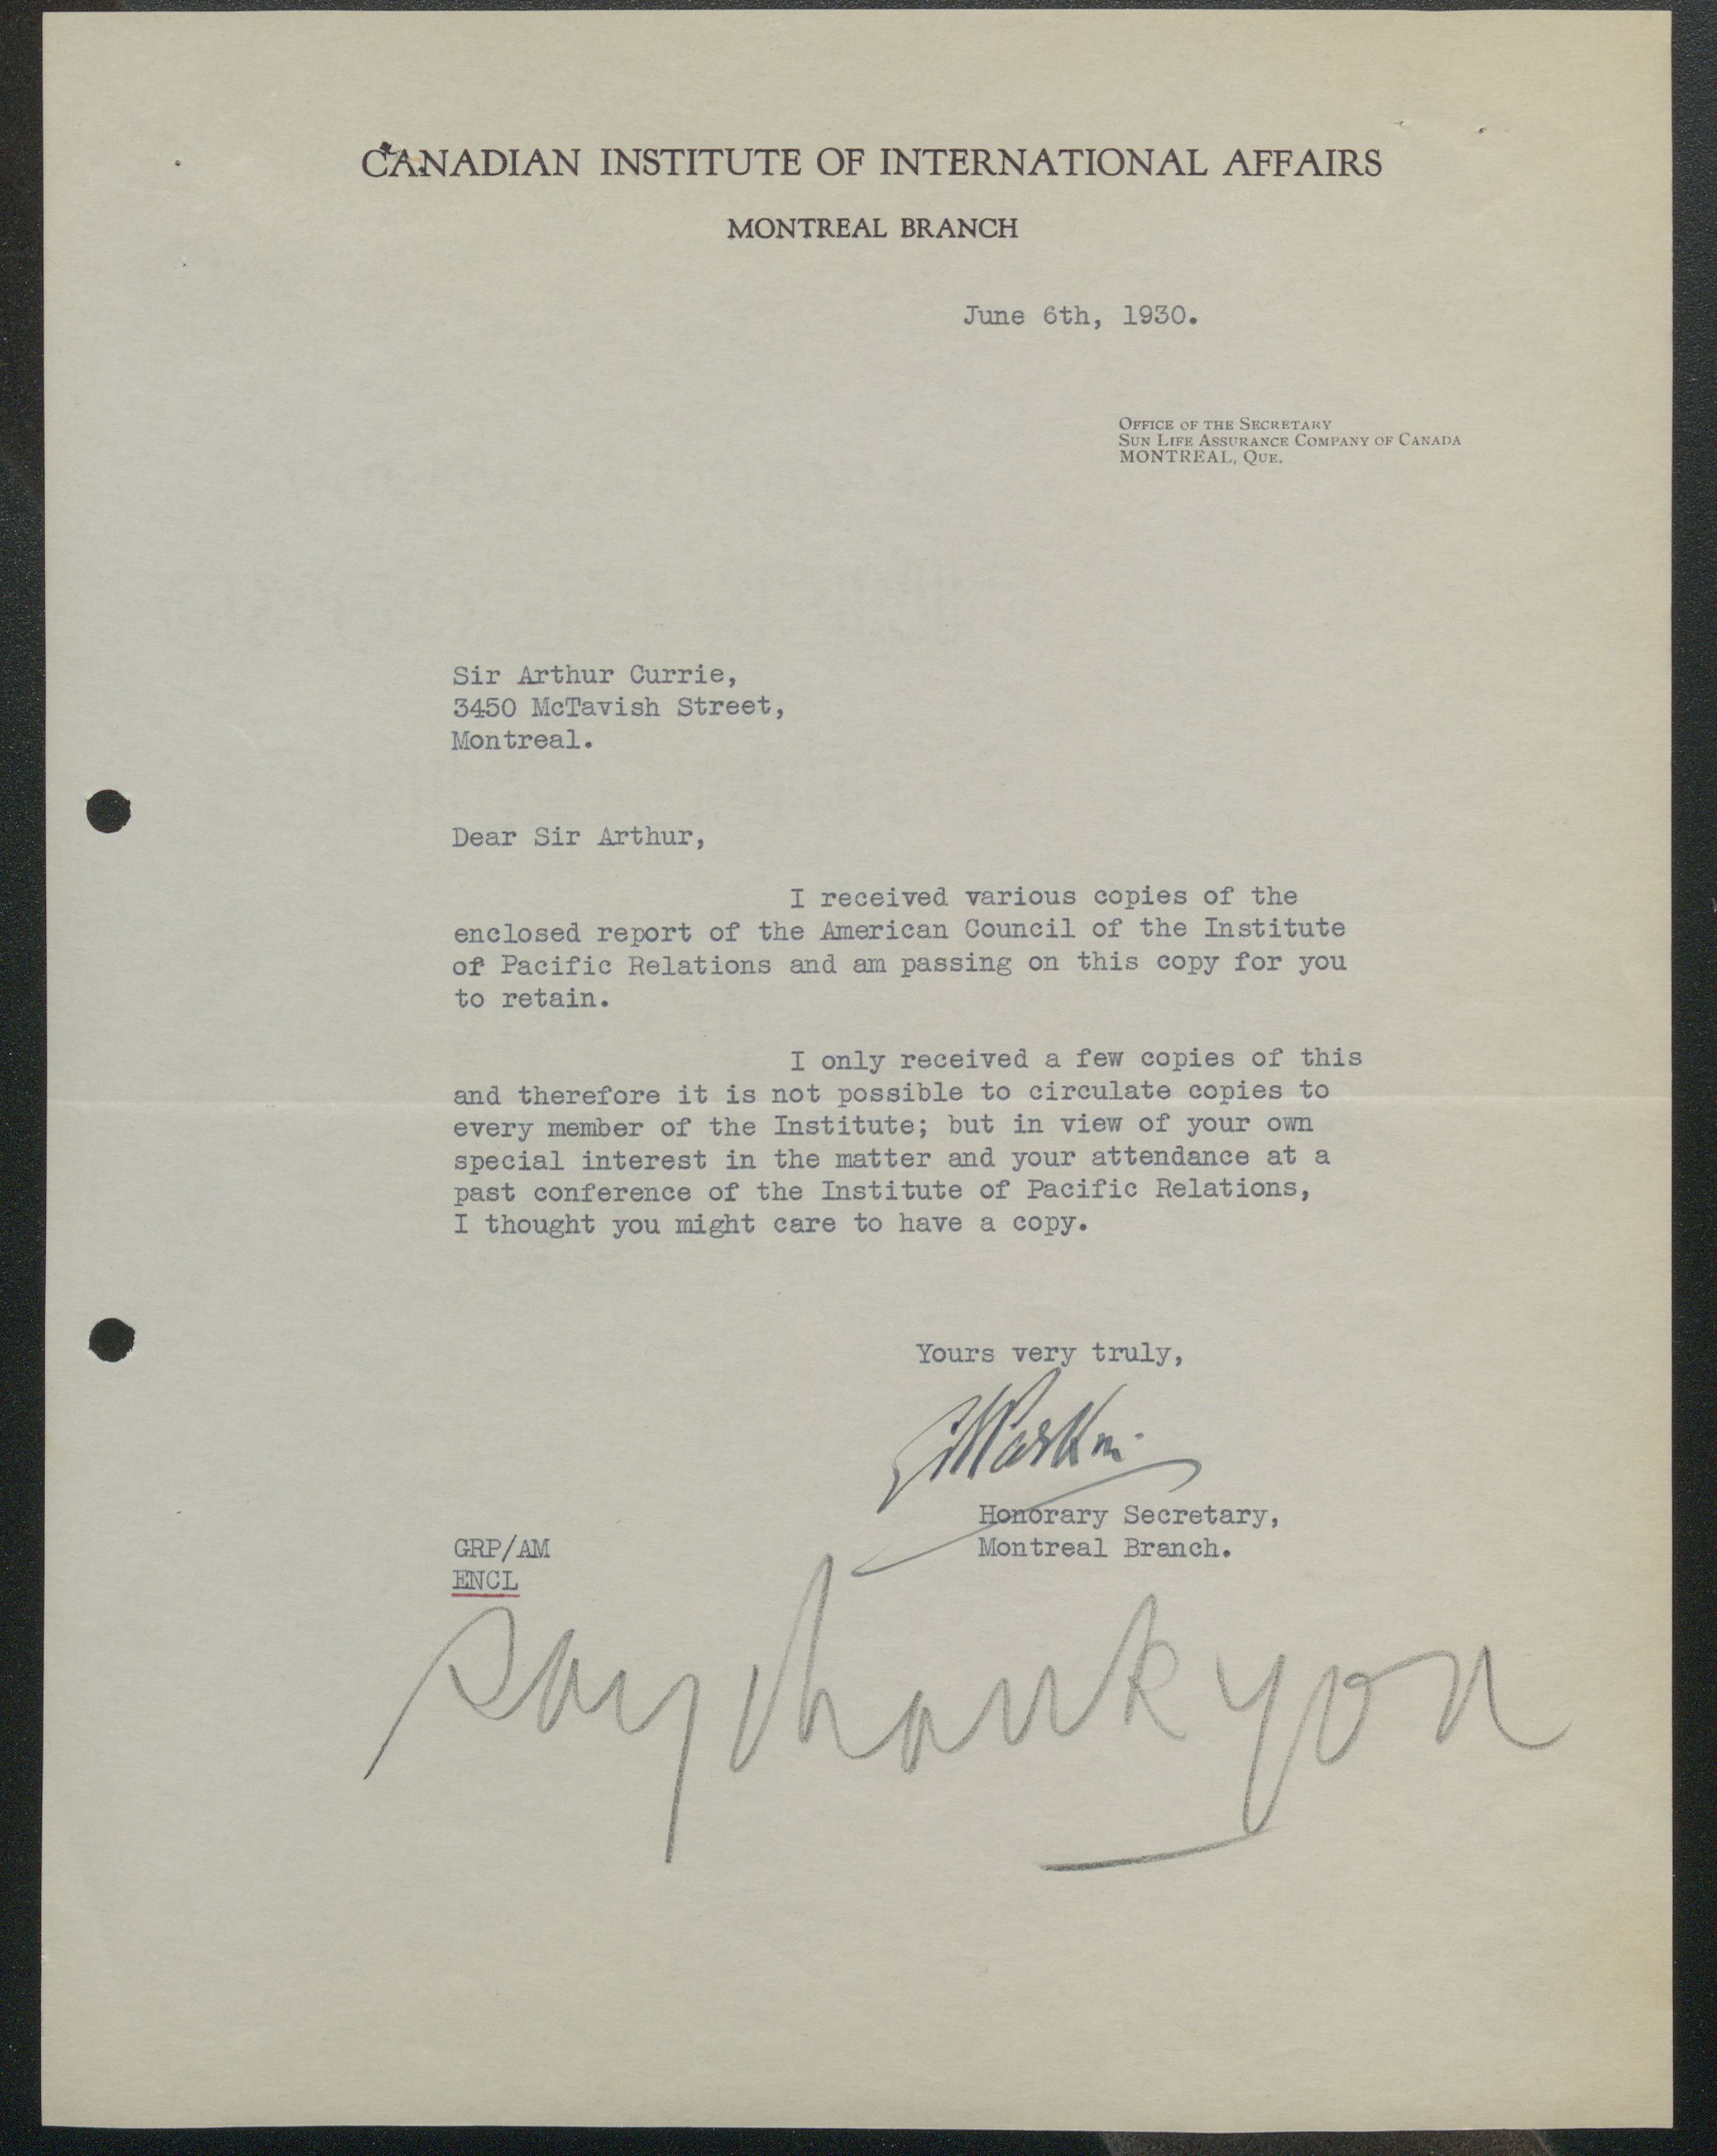 CANADIAN INSTITUTE OF INTERNATIONAL AFFAIRS
MONTREAL BRANCH
June 6th, 1930.
OFFICE OF THE SECRETARY
SUN LIFE ASSURANCE COMPANY OF CANADA
MONTREAL, QUE.
Sir Arthur Currie,
3450 McTavish Street,
Montreal.
Dear Sir Arthur,
I received various copies of the
enclosed report of the American Council of the Institute
of Pacific Relations and am passing on this copy for you
to retain.
I only received a few copies of this
and therefore it is not possible to circulate copies to
every member of the Institute; but in view of your own
special interest in the matter and your attendance at a
past conference of the Institute of Pacific Relations,
I thought you might care to have a copy.
Yours very truly,
Honorary Secretary,
Montreal Branch.
GRP/AM
ENCL
Say thank you